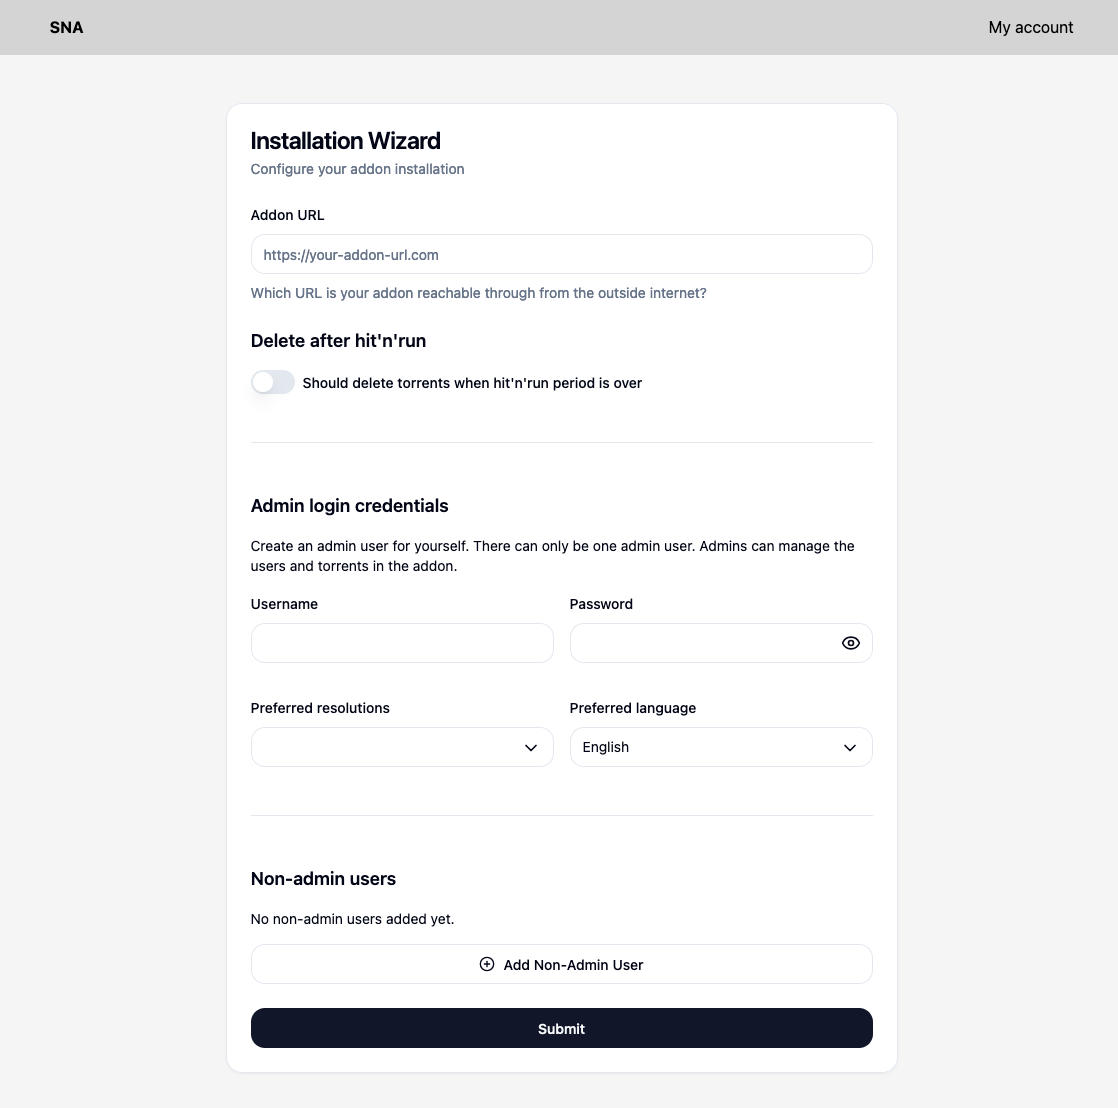 SNA
My account
Installation Wizard
Configure your addon installation
Addon URL
https://your-addon-url.com
Which URL is your addon reachable through from the outside internet?
Delete after hit'n'run
Should delete torrents when hit'n'run period is over
Admin login credentials
Create an admin user for yourself. There can only be one admin user. Admins can manage the
users and torrents in the addon.
Username
Password
Preferred resolutions
Preferred language
English
Non-admin users
No non-admin users added yet.
Add Non-Admin User
Submit